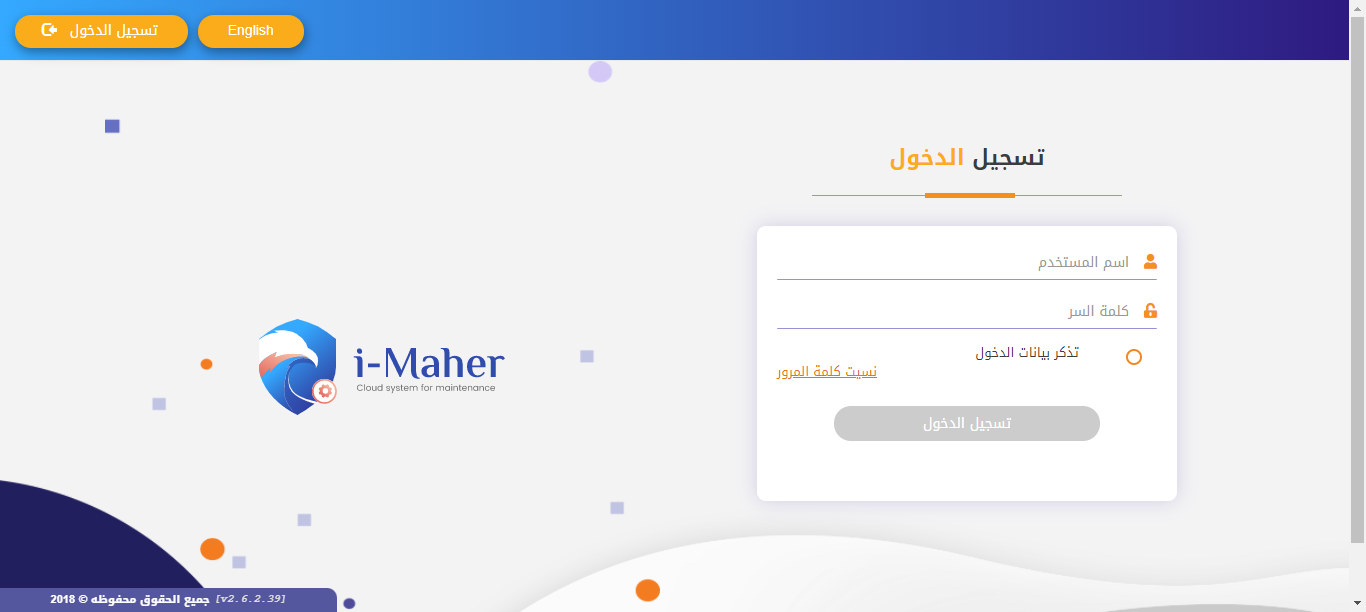 تسجيل الدخول
English
تسجيل الدخول
اسم المستخدم
كلمة السر
تذكر بيانات الدخول
نسيت كلمة المرور
تسجيل الدخول
i-Maher
Cloud system for maintenance
جميع الحقوق محفوظه © 2018 [v2.6.2.39]